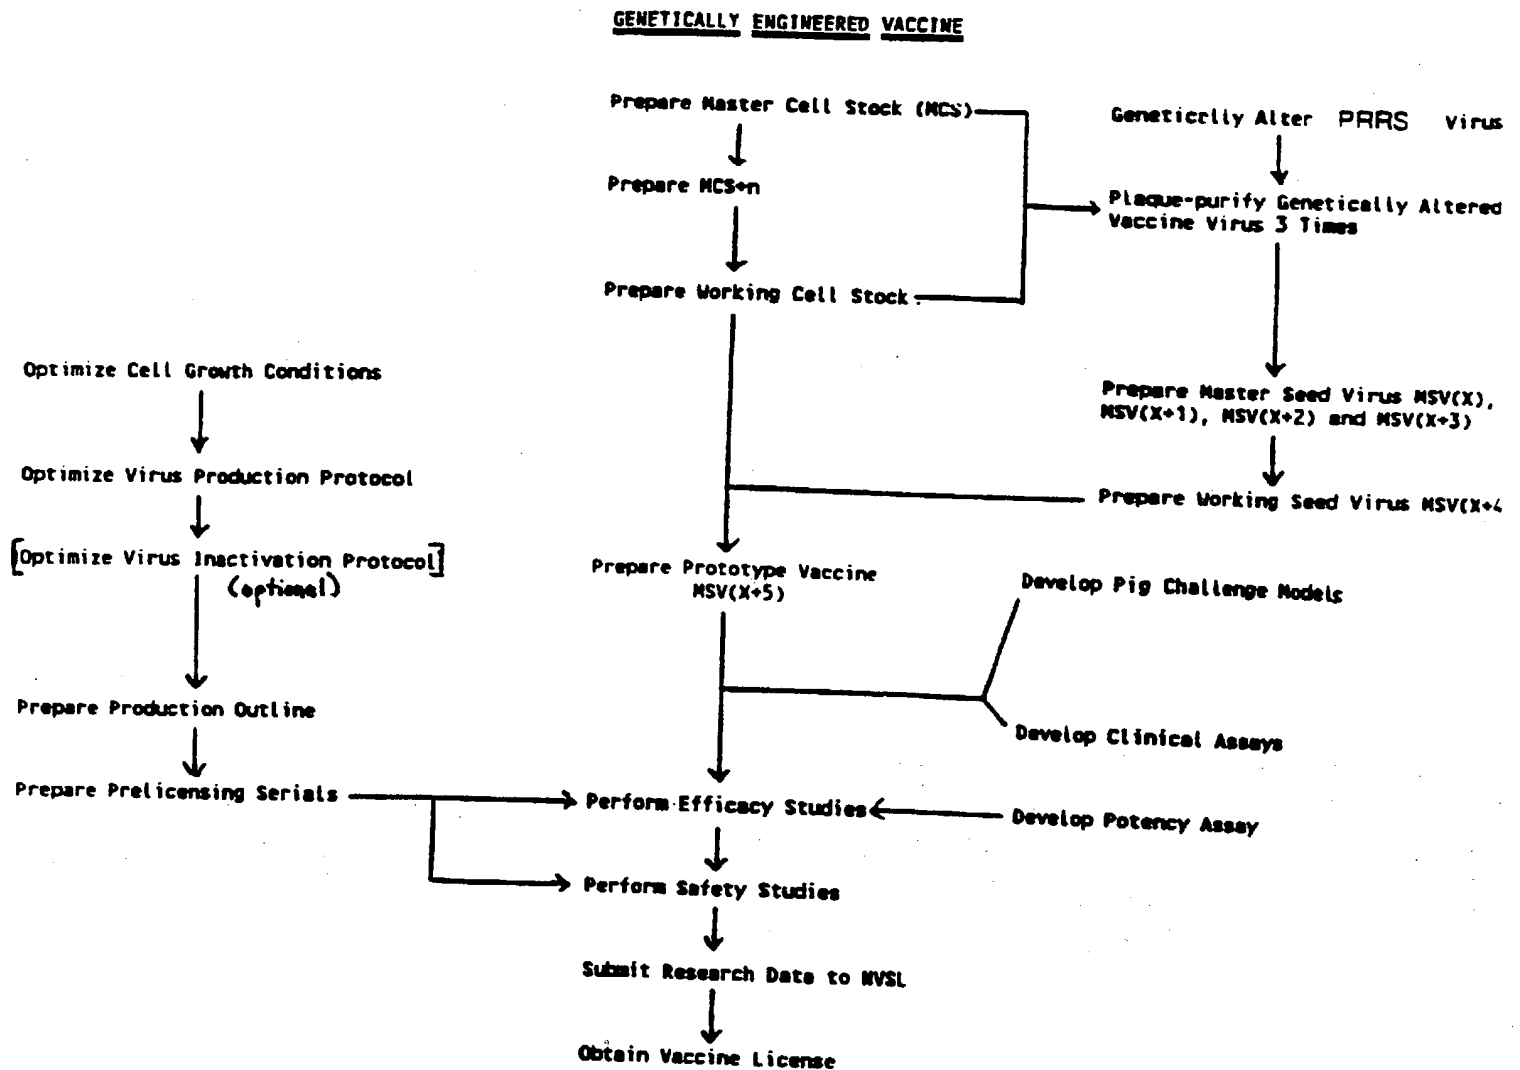 GENETICALLY ENGINEERED VACCINE
Prepare Master Cell Stock (MCS)
Genetically Alter PRRS Virus
Prepare MCS+n
Plaque-purify Genetically Altered
Vaccine Virus 3 Times
Prepare Working Cell Stock
Optimize Cell Growth Conditions
Prepare Master Seed Virus MSV(X),
MSV(X+1), MSV(X+2) and MSV(X+3)
Optimize Virus Production Protocol
Prepare Working Seed Virus MSV(X+4
[Optimize Virus Inactivation Protocol]
(optional)
Prepare Prototype Vaccine
MSV(X+5)
Develop Pig Challenge Models
Prepare Production Outline
Develop Clinical Assays
Prepare Prelicensing Serials
Perform Efficacy Studies
Develop Potency Assay
Perform Safety Studies
Submit Research Data to NVSL
Obtain Vaccine License